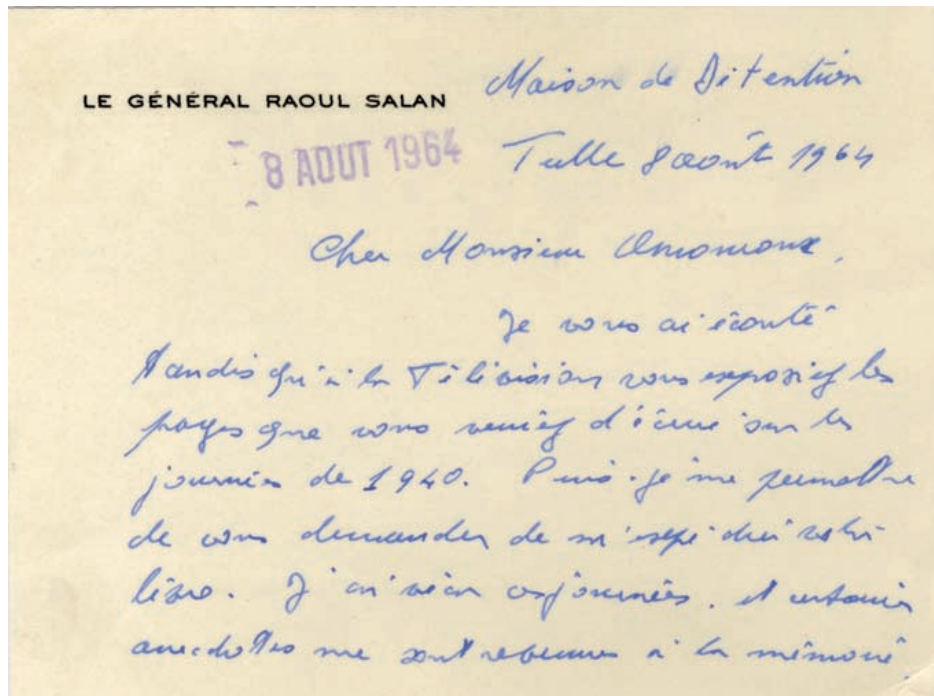 Maison de Détention
LE GÉNÉRAL RAOUL SALAN
8 AOUT 1964
Tulle 8 août 1964
Cher Monsieur Amouroux,
Je vous ai écouté
tandis qu'à la Télévision vous exposiez les
pages que vous veniez d'écrire sur les
journées de 1940. Puis-je me permettre
de vous demander de m'expédier votre
livre. J'ai vécu ces journées, et certaines
anecdotes me sont revenues à la mémoire.